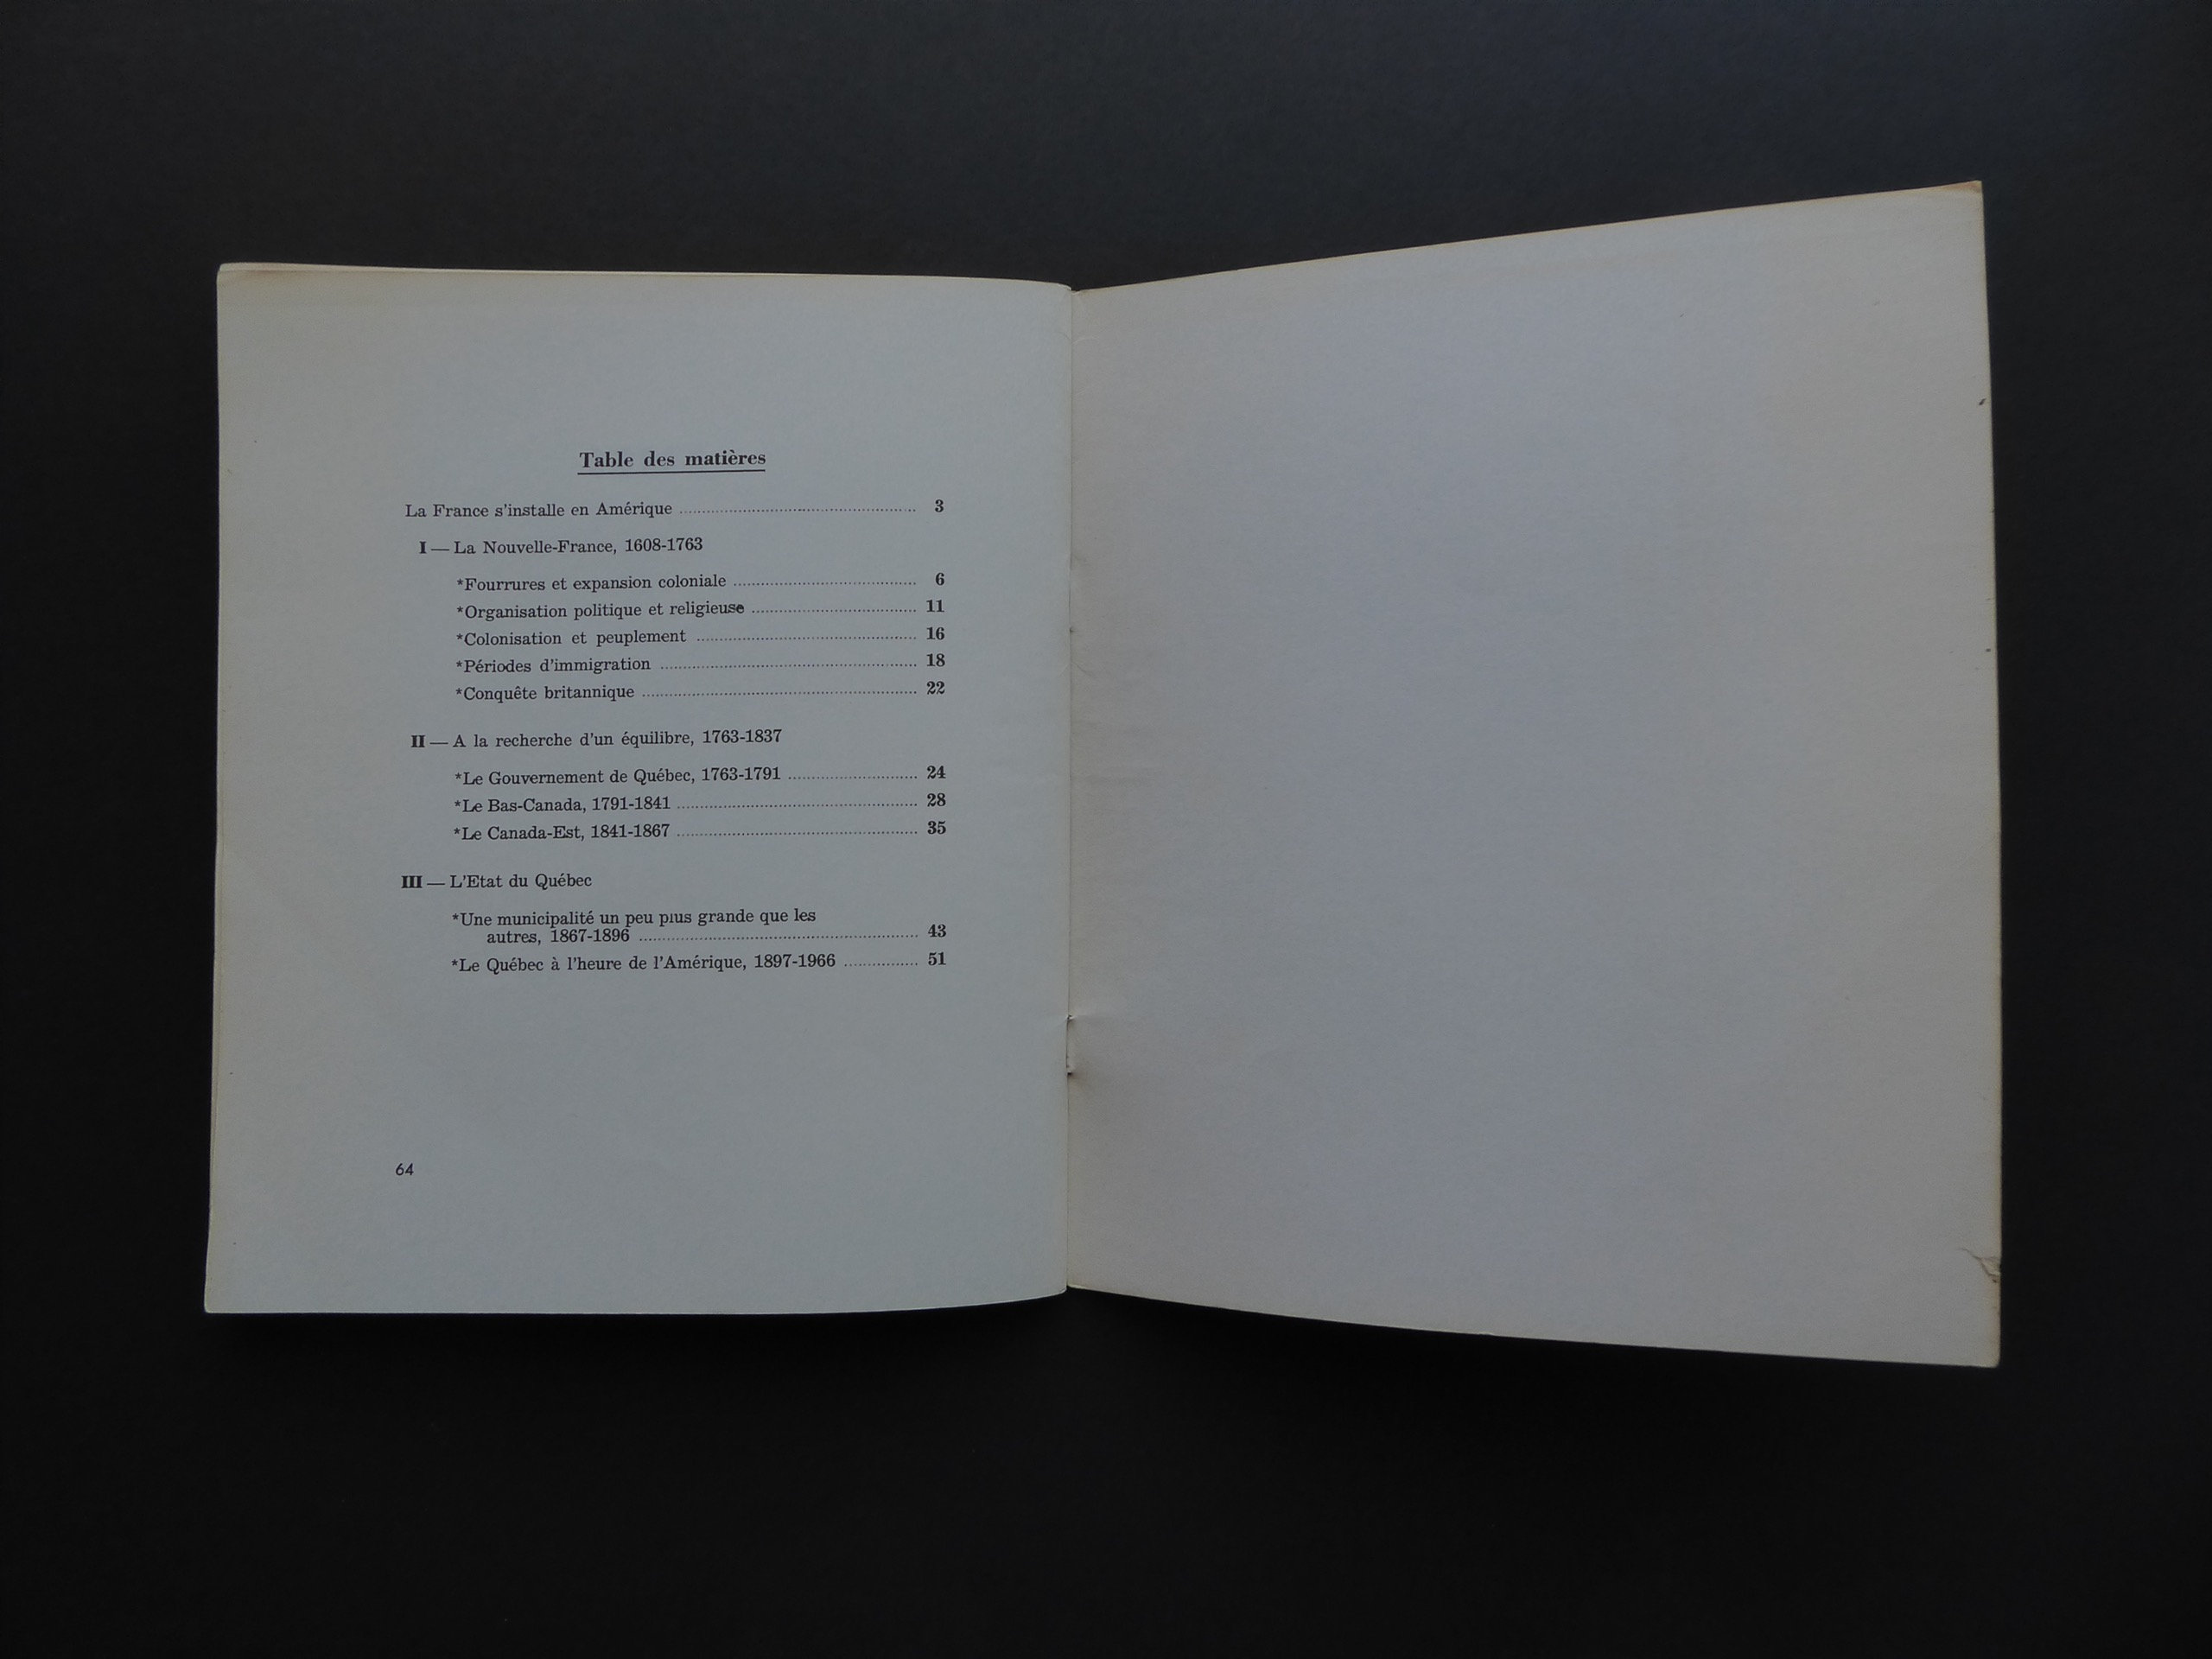 Table des matières
La France s'installe en Amérique ........ 3
I — La Nouvelle-France, 1608-1763
*Fourrures et expansion coloniale ........ 6
*Organisation politique et religieuse ........ 11
*Colonisation et peuplement ........ 16
*Périodes d'immigration ........ 18
*Conquête britannique ........ 22
II — A la recherche d'un équilibre, 1763-1837
*Le Gouvernement de Québec, 1763-1791 ........ 24
*Le Bas-Canada, 1791-1841 ........ 28
*Le Canada-Est, 1841-1867 ........ 35
III — L'Etat du Québec
*Une municipalité un peu plus grande que les
autres, 1867-1896 ........ 43
*Le Québec à l'heure de l'Amérique, 1897-1966 ........ 51
64